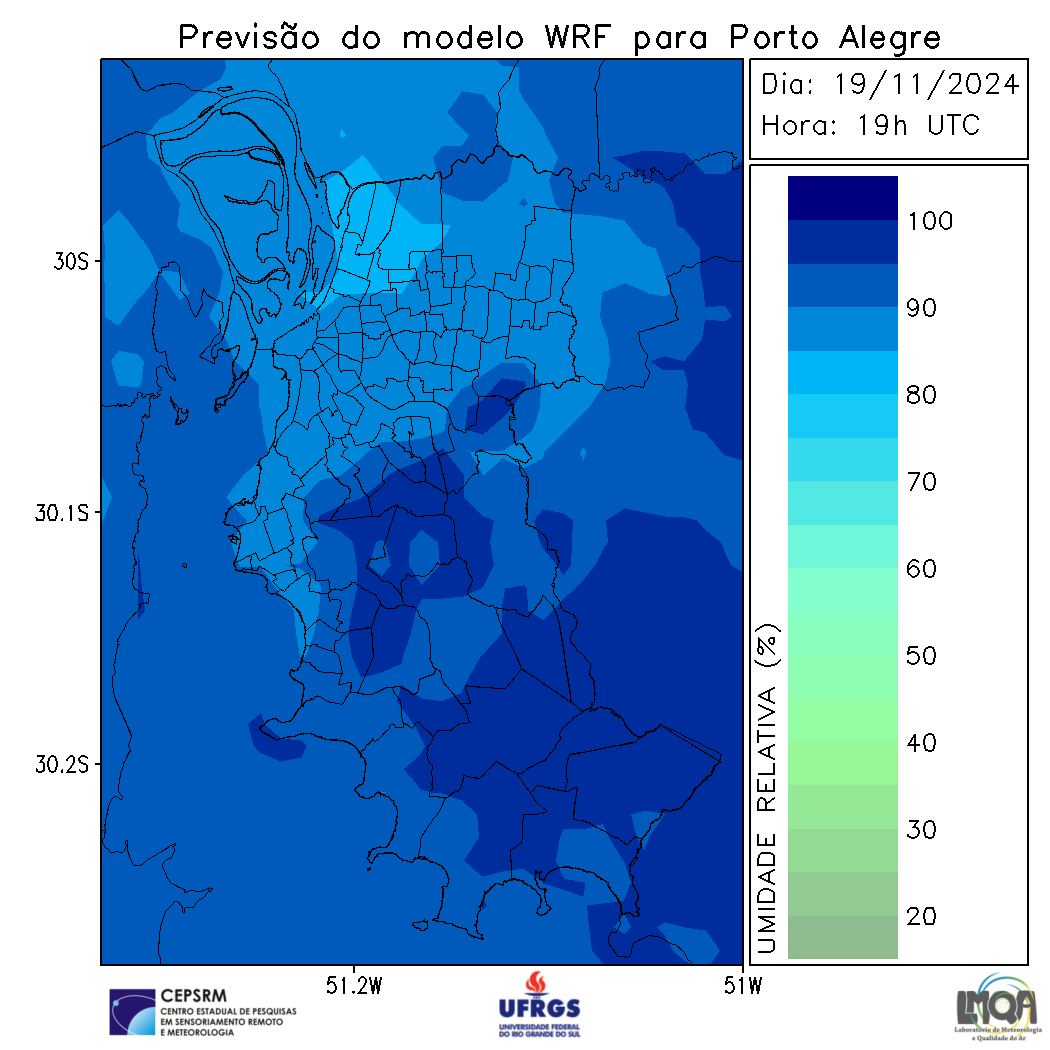 Previsão do modelo WRF para Porto Alegre
Dia: 19/11/2024
Hora: 19h UTC
100
90
80
70
60
50
40
30
20
UMIDADE RELATIVA (%)
30S
30.1S
30.2S
51.2W
51W
CEPSRM
CENTRO ESTADUAL DE PESQUISAS
EM SENSORIAMENTO REMOTO
E METEOROLOGIA
UFRGS
UNIVERSIDADE FEDERAL
DO RIO GRANDE DO SUL
LMQA
Laboratório de Meteorologia
e Qualidade do Ar